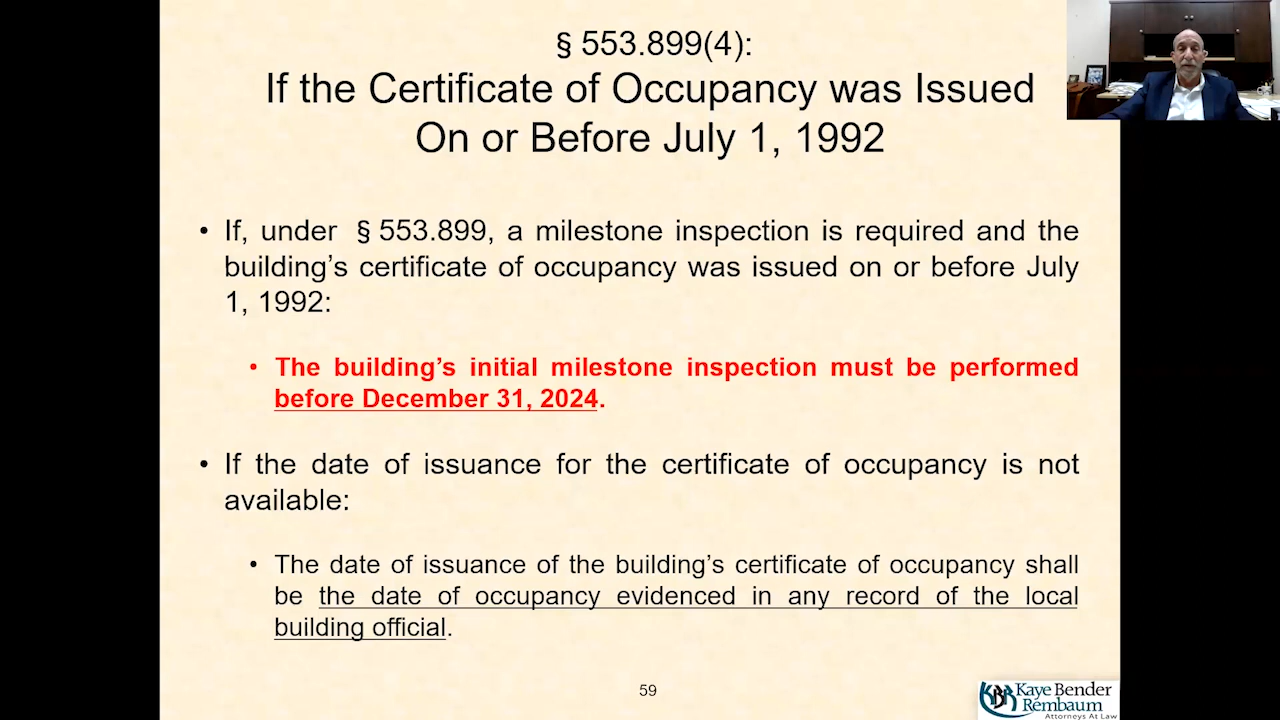 § 553.899(4):
If the Certificate of Occupancy was Issued
On or Before July 1, 1992
• If, under § 553.899, a milestone inspection is required and the
building’s certificate of occupancy was issued on or before July
1, 1992:
• The building’s initial milestone inspection must be performed
before December 31, 2024.
• If the date of issuance for the certificate of occupancy is not
available:
• The date of issuance of the building’s certificate of occupancy shall
be the date of occupancy evidenced in any record of the local
building official.
59
KBR Kaye Bender
Rembaum
Attorneys At Law